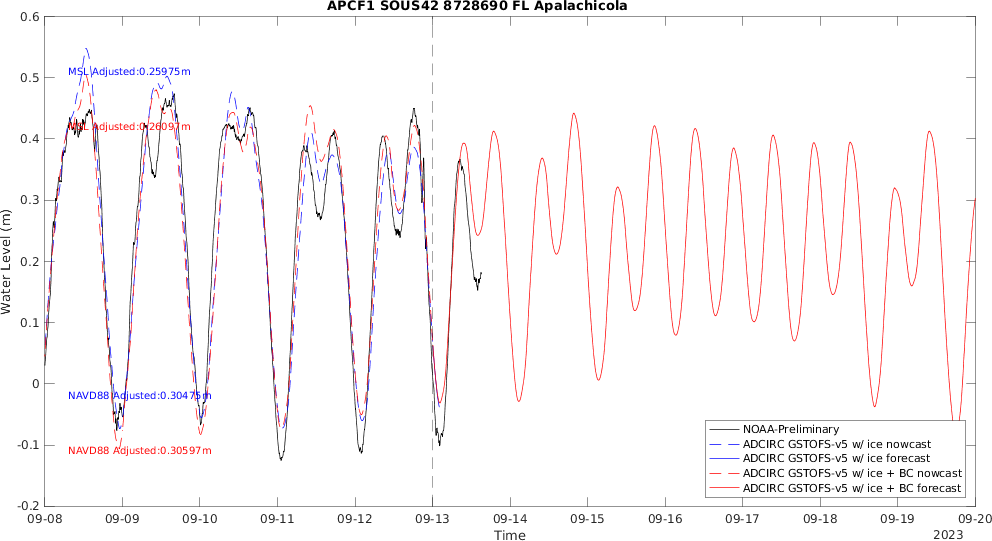 APCF1 SOUS42 8728690 FL Apalachicola
0.6
0.5
0.4
0.3
0.2
0.1
0
-0.1
-0.2
Water Level (m)
MSL Adjusted:0.25975m
MSL Adjusted:0.26097m
NAVD88 Adjusted:0.30475m
NAVD88 Adjusted:0.30597m
NOAA-Preliminary
ADCIRC GSTOFS-v5 w/ ice nowcast
ADCIRC GSTOFS-v5 w/ ice forecast
ADCIRC GSTOFS-v5 w/ ice + BC nowcast
ADCIRC GSTOFS-v5 w/ ice + BC forecast
09-08 09-09 09-10 09-11 09-12 09-13 09-14 09-15 09-16 09-17 09-18 09-19 09-20
Time
2023